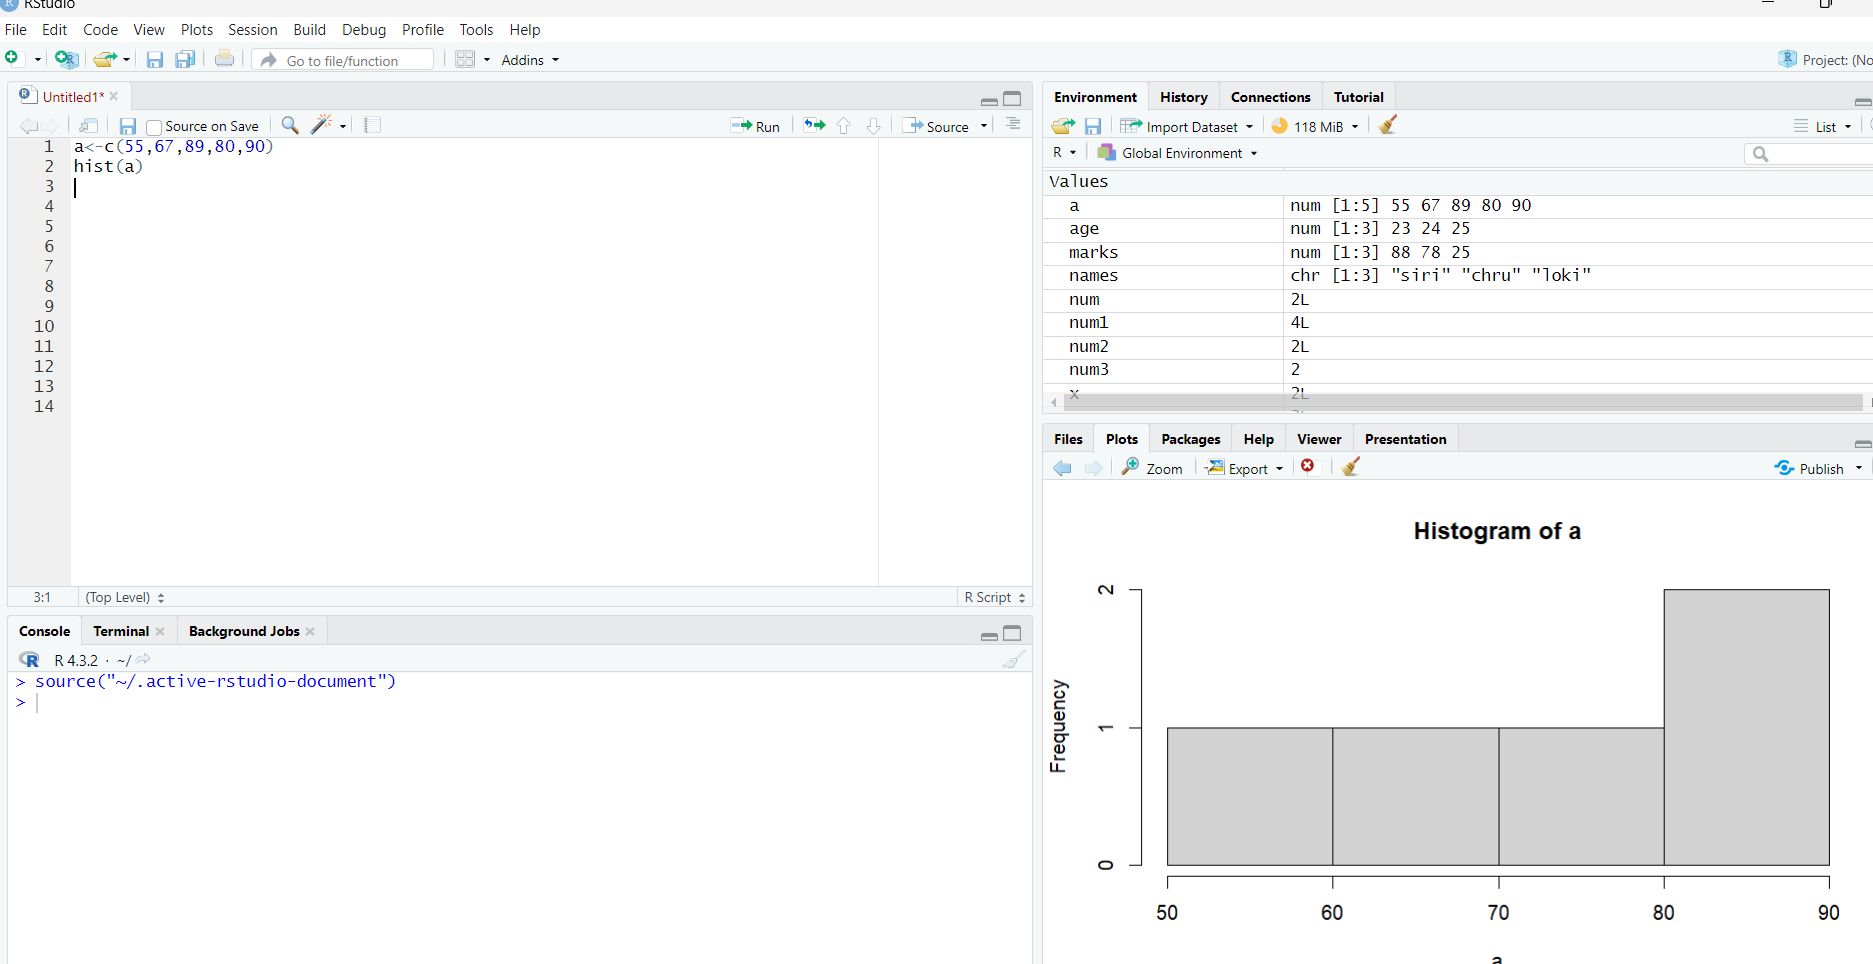 RStudio
File Edit Code View Plots Session Build Debug Profile Tools Help
Go to file/function Addins Project: (No
Untitled1*
Source on Save Run Source
1 a<-c(55,67,89,80,90)
2 hist(a)
3
4
5
6
7
8
9
10
11
12
13
14
3:1 (Top Level) R Script
Console Terminal Background Jobs
R 4.3.2 · ~/
> source("~/.active-rstudio-document")
>
Environment History Connections Tutorial
Import Dataset 118 MiB List
R Global Environment
Values
a num [1:5] 55 67 89 80 90
age num [1:3] 23 24 25
marks num [1:3] 88 78 25
names chr [1:3] "siri" "chru" "loki"
num 2L
num1 4L
num2 2L
num3 2
x 2L
Files Plots Packages Help Viewer Presentation
Zoom Export Publish
Histogram of a
Frequency
2
1
0
50 60 70 80 90
a